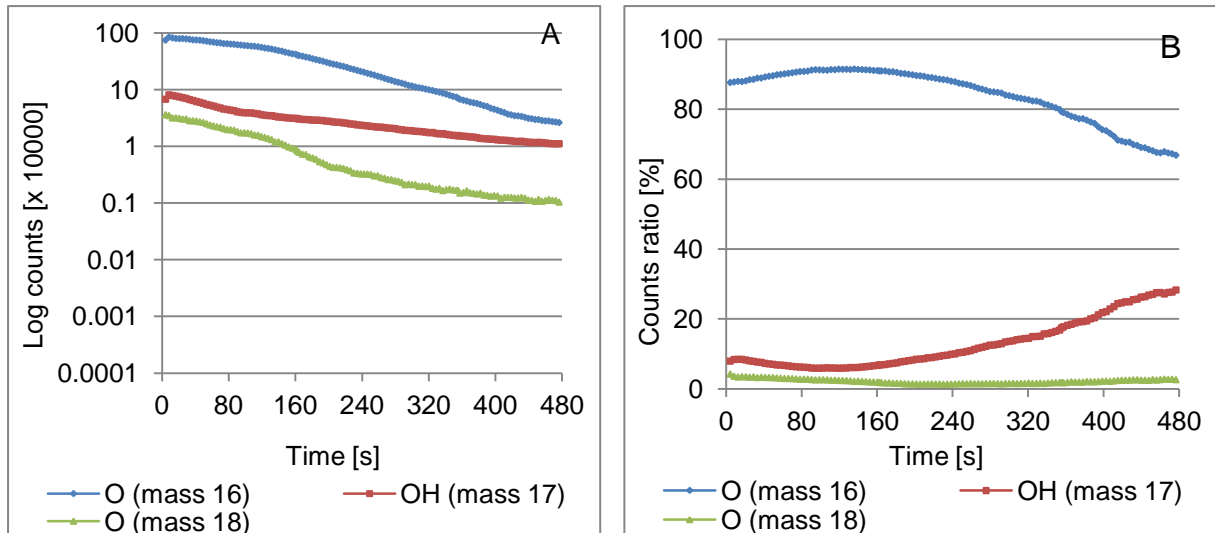 A
Log counts [x 10000]
100
10
1
0.1
0.01
0.001
0.0001
0 80 160 240 320 400 480
Time [s]
O (mass 16) OH (mass 17)
O (mass 18)
B
Counts ratio [%]
100
80
60
40
20
0
0 80 160 240 320 400 480
Time [s]
O (mass 16) OH (mass 17)
O (mass 18)